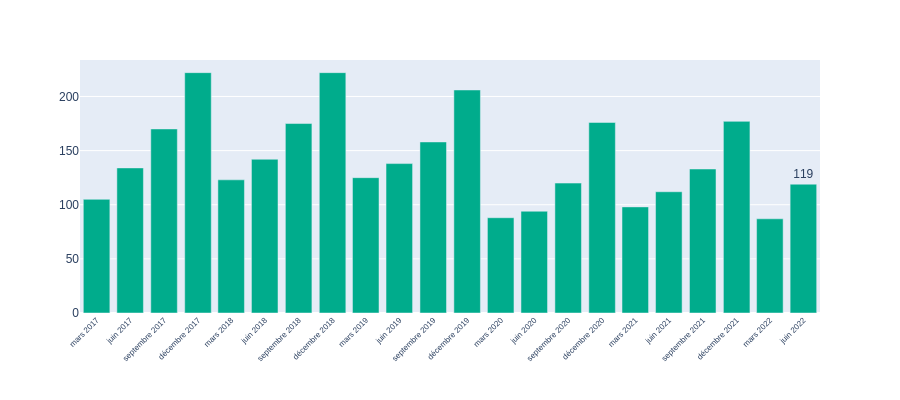 200
150
100
50
0
119
mars 2017
juin 2017
septembre 2017
décembre 2017
mars 2018
juin 2018
septembre 2018
décembre 2018
mars 2019
juin 2019
septembre 2019
décembre 2019
mars 2020
juin 2020
septembre 2020
décembre 2020
mars 2021
juin 2021
septembre 2021
décembre 2021
mars 2022
juin 2022